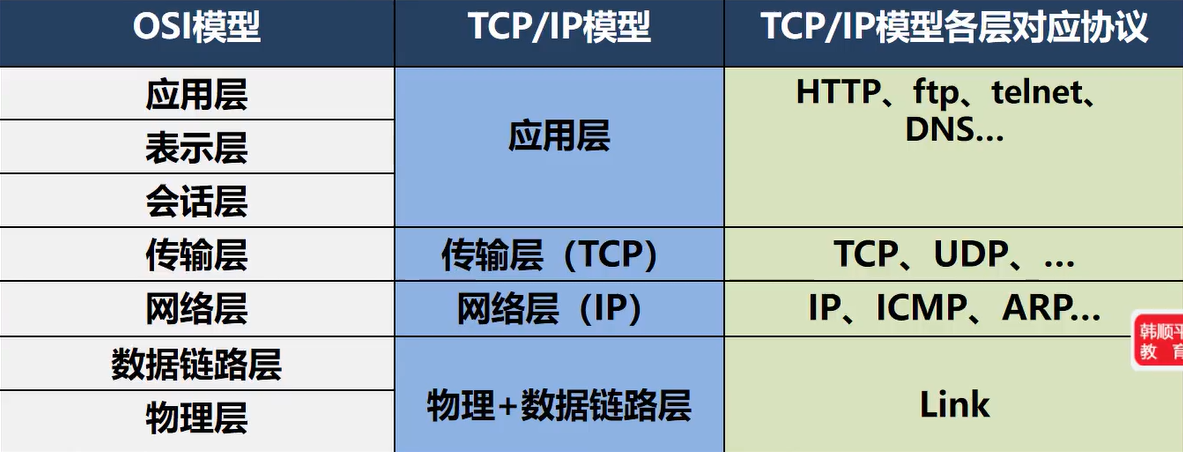 OSI模型
TCP/IP模型
TCP/IP模型各层对应协议
应用层
表示层
会话层
应用层
HTTP、ftp、telnet、
DNS...
传输层
传输层（TCP）
TCP、UDP、...
网络层
网络层（IP）
IP、ICMP、ARP...
数据链路层
物理层
物理+数据链路层
Link
韩顺平
教 育